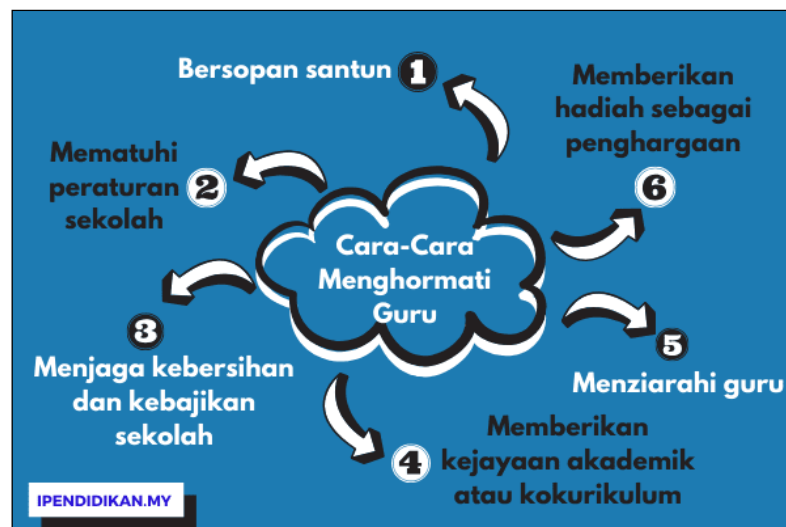 Cara-Cara
Menghormati
Guru
Bersopan santun 1
Mematuhi
peraturan 2
sekolah
3
Menjaga kebersihan
dan kebajikan
sekolah
4
Memberikan
kejayaan akademik
atau kokurikulum
5
Menziarahi guru
Memberikan
hadiah sebagai
penghargaan
6
IPENDIDIKAN.MY